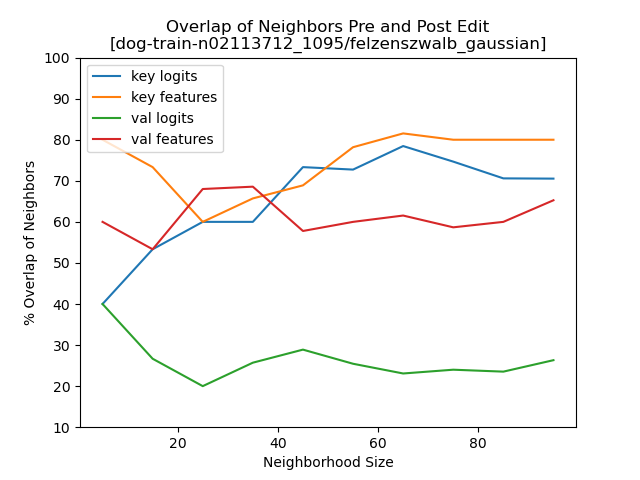 Overlap of Neighbors Pre and Post Edit
[dog-train-n02113712_1095/felzenszwalb_gaussian]
key logits
key features
val logits
val features
% Overlap of Neighbors
100
90
80
70
60
50
40
30
20
10
20 40 60 80
Neighborhood Size